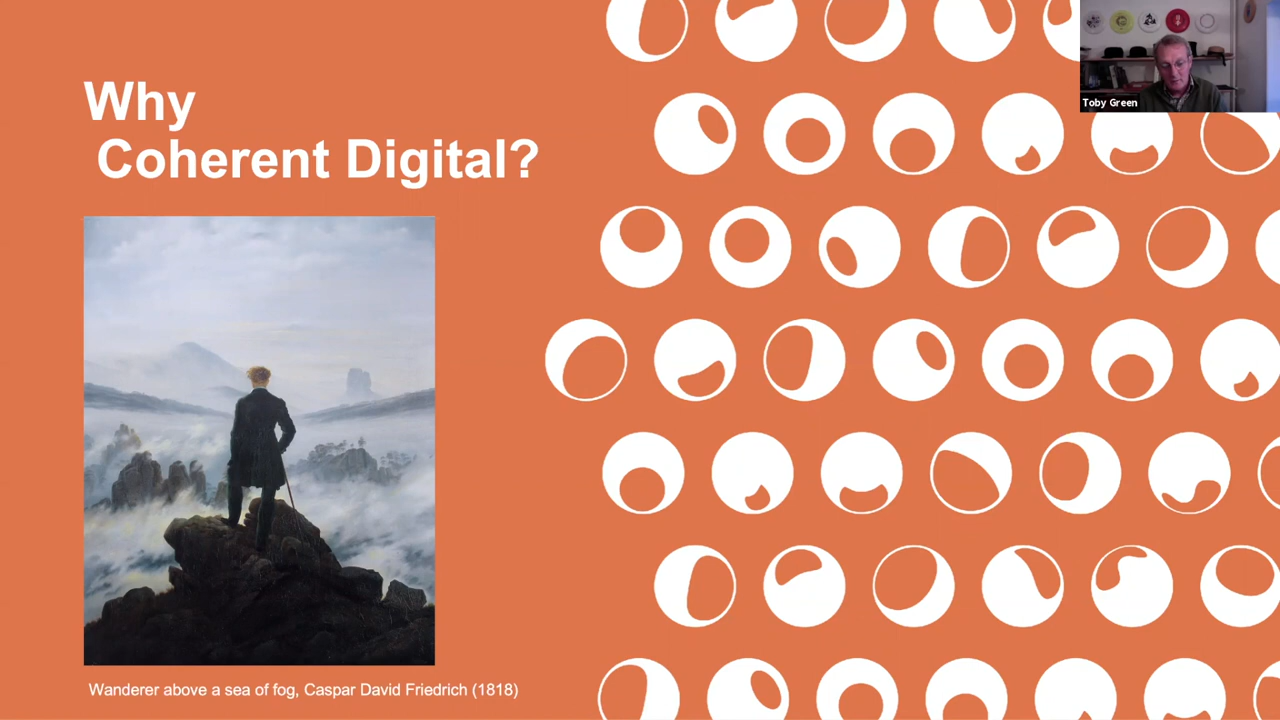 Why
Coherent Digital?
Toby Green
Wanderer above a sea of fog, Caspar David Friedrich (1818)